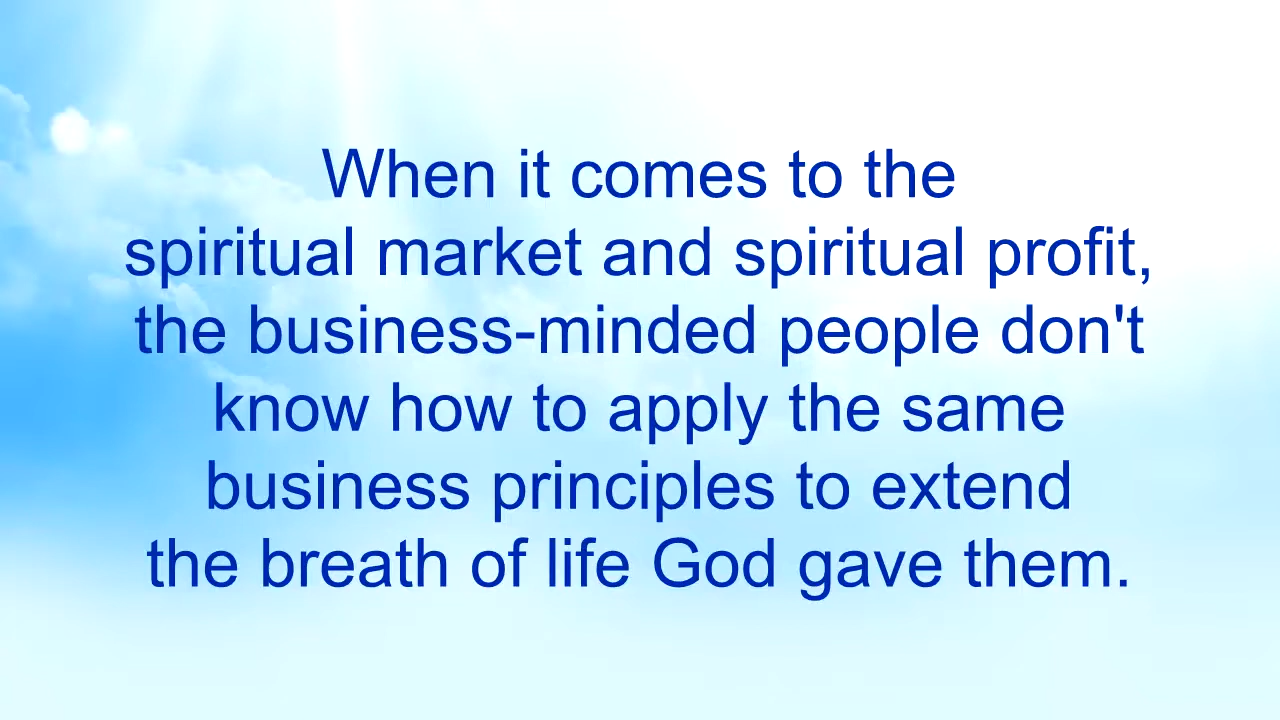 When it comes to the
spiritual market and spiritual profit,
the business-minded people don't
know how to apply the same
business principles to extend
the breath of life God gave them.